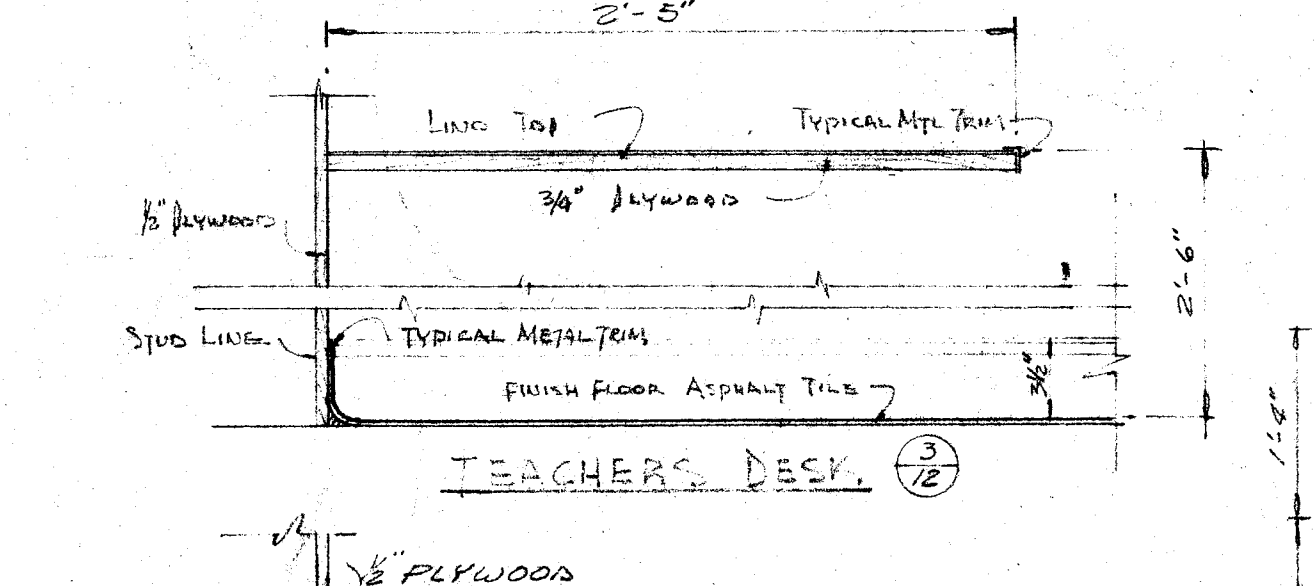 2'-5"
LINO TOP
TYPICAL MTL TRIM
3/4" PLYWOOD
1/2" PLYWOOD
2'-6"
STUD LINE
TYPICAL METAL TRIM
3 1/2"
FINISH FLOOR ASPHALT TILE
1'-4"
TEACHERS DESK.
3
12
1/2" PLYWOOD